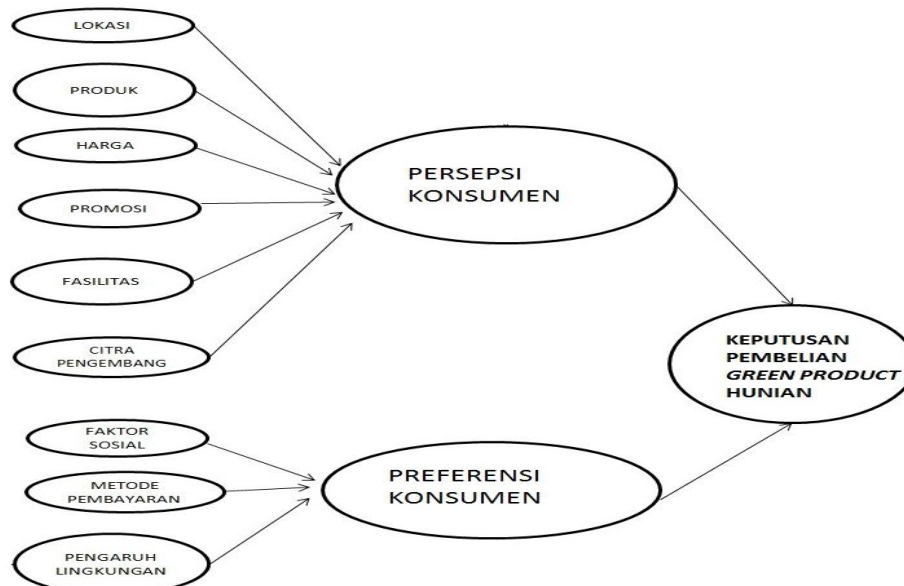 LOKASI
PRODUK
HARGA
PROMOSI
FASILITAS
CITRA
PENGEMBANG
FAKTOR
SOSIAL
METODE
PEMBAYARAN
PENGARUH
LINGKUNGAN
PERSEPSI
KONSUMEN
PREFERENSI
KONSUMEN
KEPUTUSAN
PEMBELIAN
GREEN PRODUCT
HUNIAN